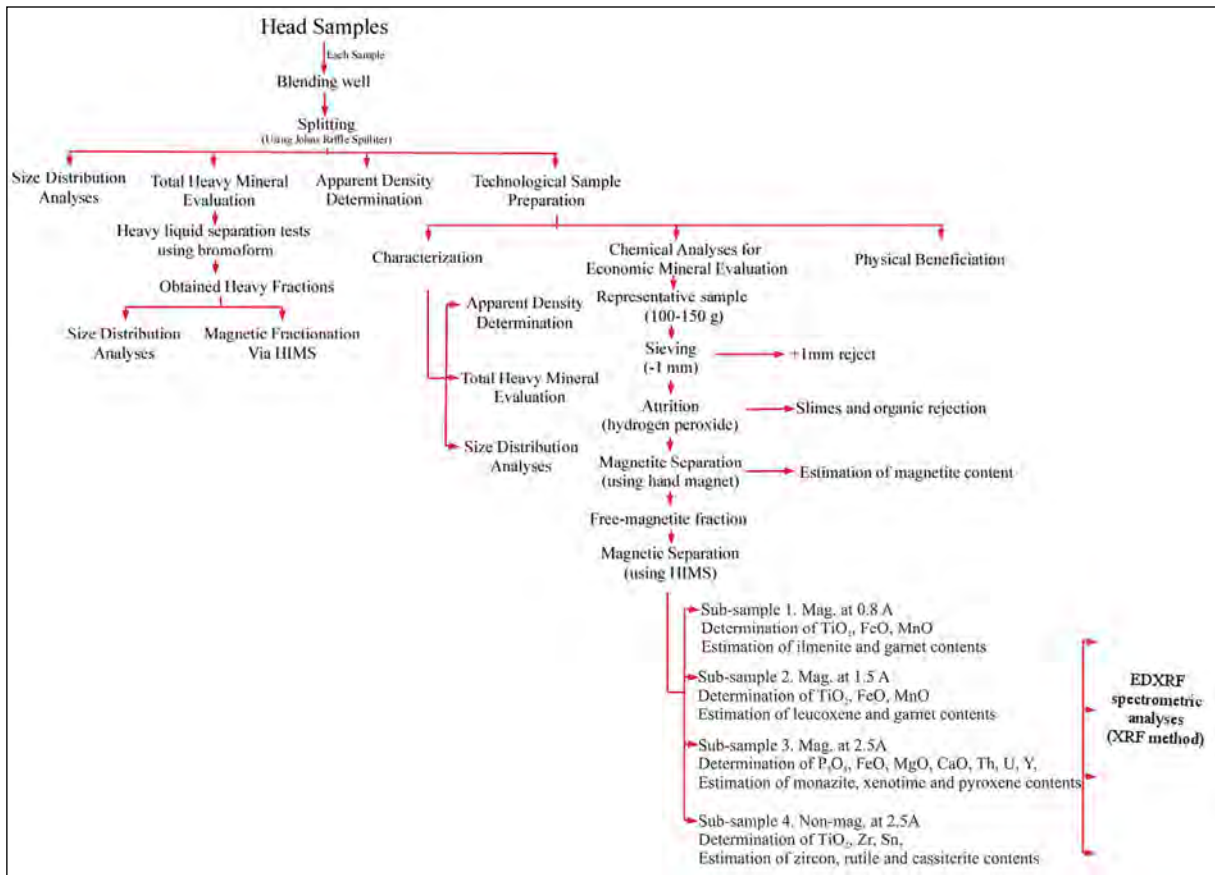 Head Samples
Each Sample
Blending well
Splitting
(Using Johns Riffle Spilliter)
Size Distribution
Analyses
Total Heavy Mineral
Evaluation
Apparent Density
Determination
Technological Sample
Preparation
Heavy liquid separation tests
using bromoform
Obtained Heavy Fractions
Size Distribution
Analyses
Magnetic Fractionation
Via HIMS
Characterization
Chemical Analyses for
Economic Mineral Evaluation
Physical Beneficiation
Apparent Density
Determination
Total Heavy Mineral
Evaluation
Size Distribution
Analyses
Representative sample
(100-150 g)
Sieving
(-1 mm)
+1mm reject
Attrition
(hydrogen peroxide)
Slimes and organic rejection
Magnetite Separation
(using hand magnet)
Estimation of magnetite content
Free-magnetite fraction
Magnetic Separation
(using HIMS)
Sub-sample 1. Mag. at 0.8 A
Determination of TiO₂, FeO, MnO
Estimation of ilmenite and garnet contents
Sub-sample 2. Mag. at 1.5 A
Determination of TiO₂, FeO, MnO
Estimation of leucoxene and garnet contents
Sub-sample 3. Mag. at 2.5A
Determination of P₂O₅, FeO, MgO, CaO, Th, U, Y,
Estimation of monazite, xenotime and pyroxene contents
Sub-sample 4. Non-mag. at 2.5A
Determination of TiO₂, Zr, Sn,
Estimation of zircon, rutile and cassiterite contents
EDXRF
spectrometric
analyses
(XRF method)